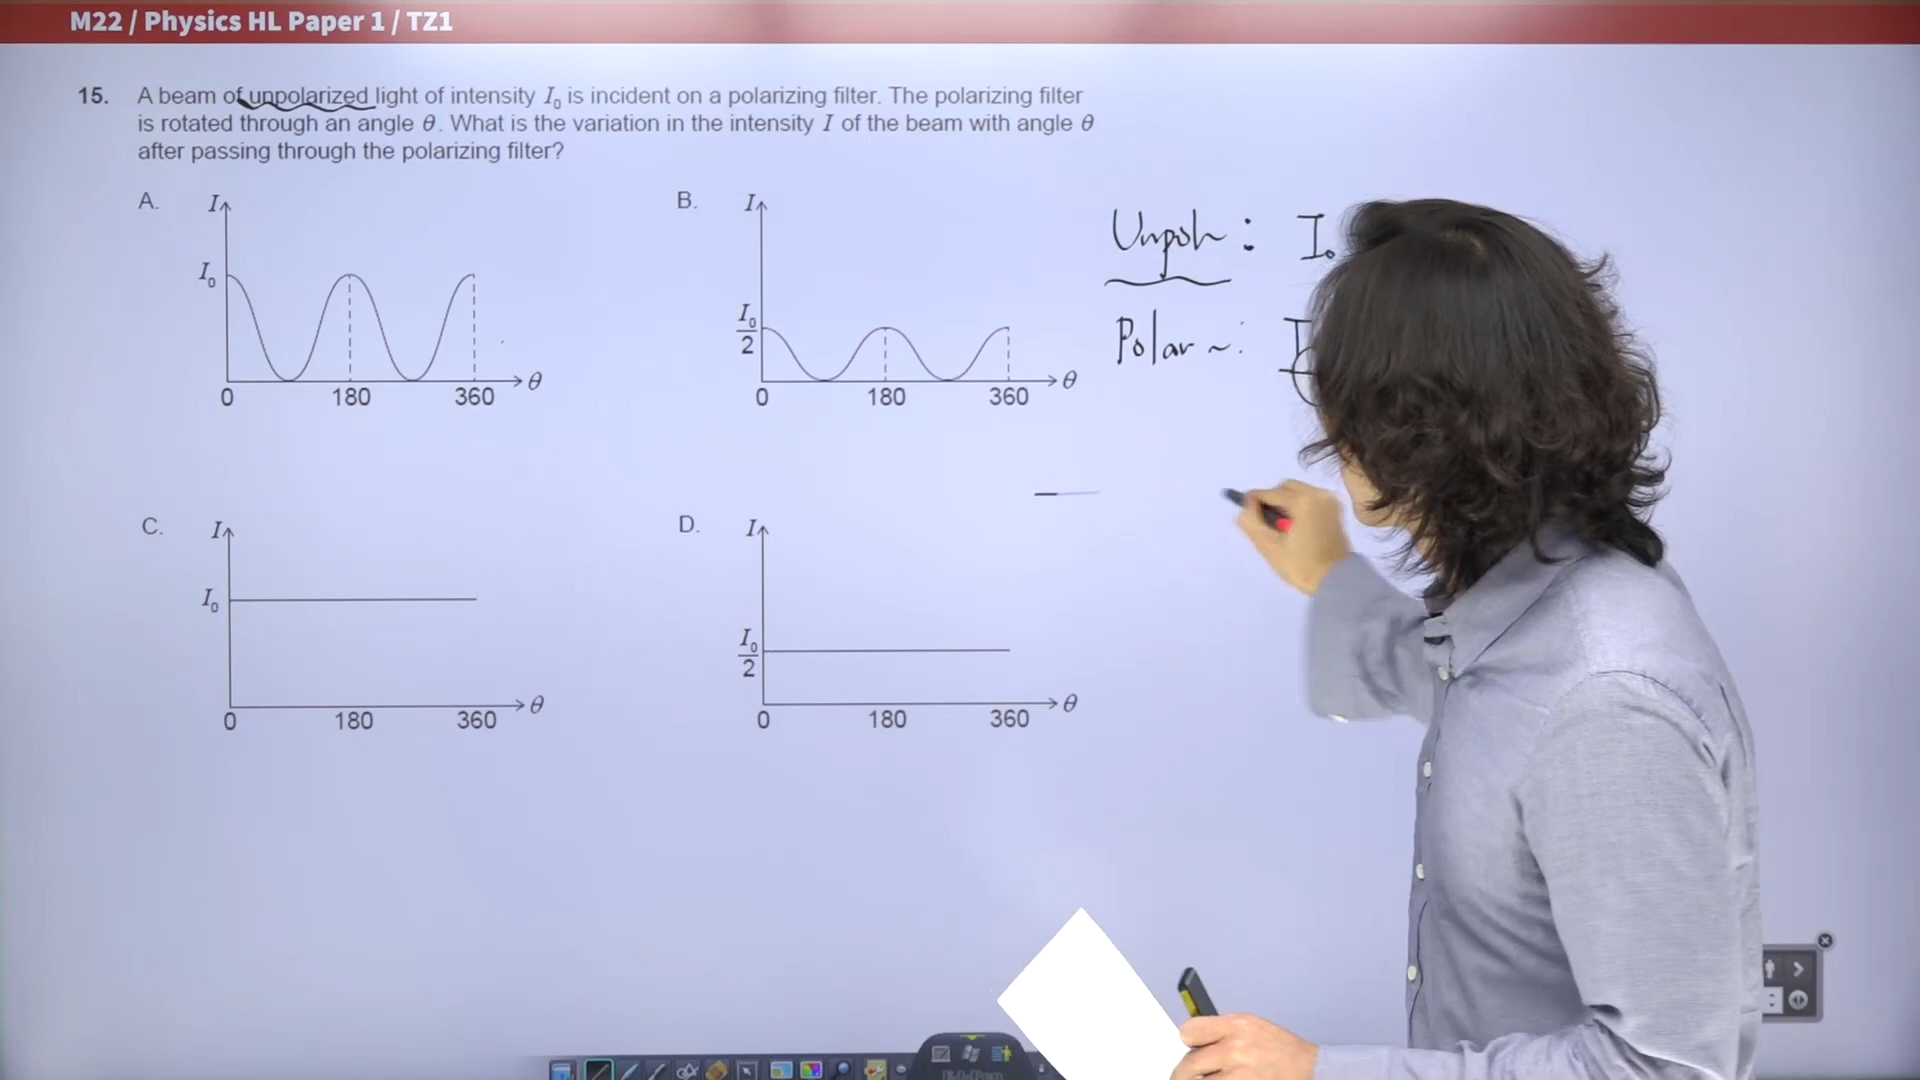 M22 / Physics HL Paper 1 / TZ1
15. A beam of unpolarized light of intensity I₀ is incident on a polarizing filter. The polarizing filter
is rotated through an angle θ. What is the variation in the intensity I of the beam with angle θ
after passing through the polarizing filter?
A. I
I₀
0 180 360 θ
B. I
I₀/2
0 180 360 θ
Unpol~ : I₀
Polar ~: I
C. I
I₀
0 180 360 θ
D. I
I₀/2
0 180 360 θ